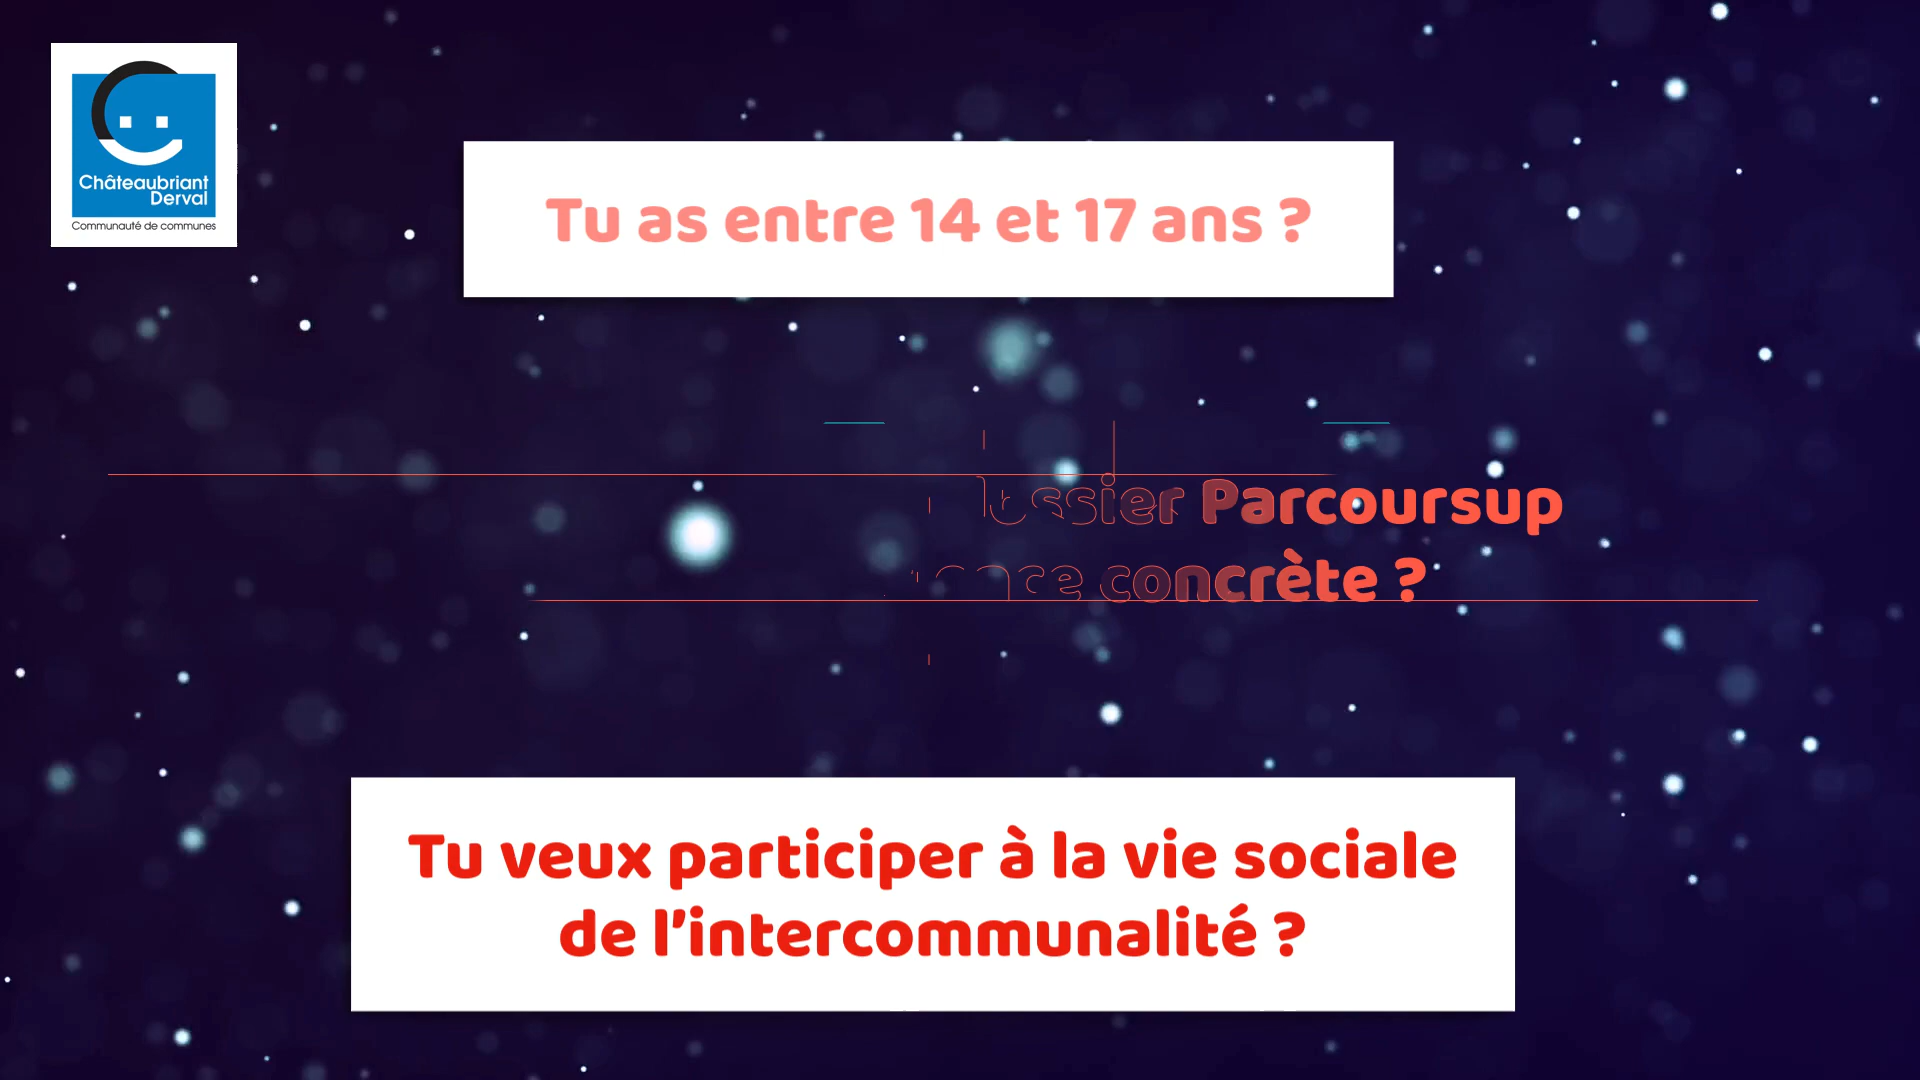 Châteaubriant
Derval
Communauté de communes
Tu as entre 14 et 17 ans ?
Parcoursup
concrète ?
Tu veux participer à la vie sociale
de l’intercommunalité ?